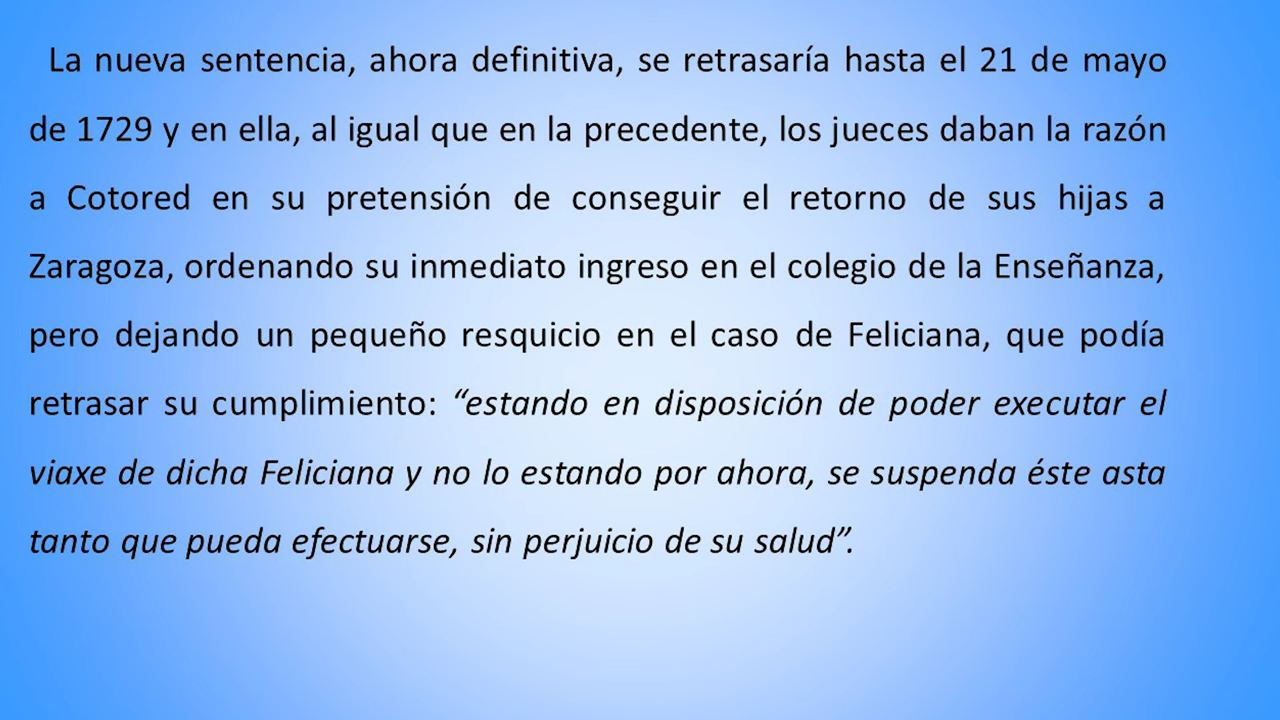 La nueva sentencia, ahora definitiva, se retrasaría hasta el 21 de mayo
de 1729 y en ella, al igual que en la precedente, los jueces daban la razón
a Cotored en su pretensión de conseguir el retorno de sus hijas a
Zaragoza, ordenando su inmediato ingreso en el colegio de la Enseñanza,
pero dejando un pequeño resquicio en el caso de Feliciana, que podía
retrasar su cumplimiento: “estando en disposición de poder executar el
viaxe de dicha Feliciana y no lo estando por ahora, se suspenda éste asta
tanto que pueda efectuarse, sin perjuicio de su salud”.